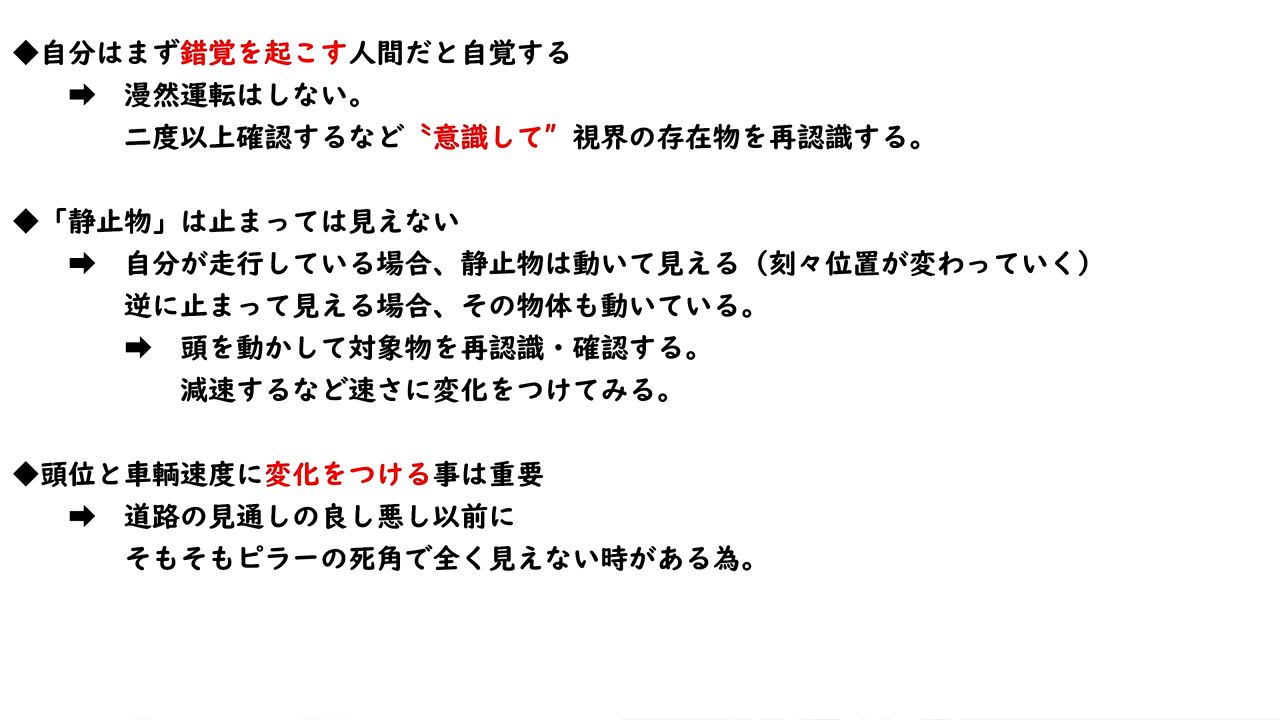 ◆自分はまず錯覚を起こす人間だと自覚する
➡ 漫然運転はしない。
二度以上確認するなど〝意識して〞視界の存在物を再認識する。
◆「静止物」は止まっては見えない
➡ 自分が走行している場合、静止物は動いて見える（刻々位置が変わっていく）
逆に止まって見える場合、その物体も動いている。
➡ 頭を動かして対象物を再認識・確認する。
減速するなど速さに変化をつけてみる。
◆頭位と車輌速度に変化をつける事は重要
➡ 道路の見通しの良し悪し以前に
そもそもピラーの死角で全く見えない時がある為。